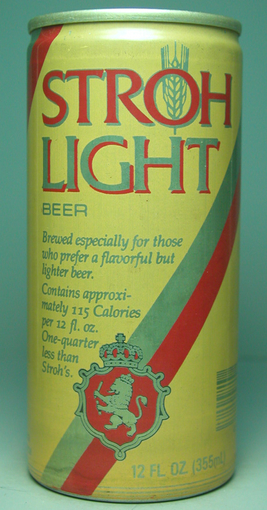 STROH
LIGHT
BEER
Brewed especially for those
who prefer a flavorful but
lighter beer.
Contains approxi-
mately 115 Calories
per 12 fl. oz.
One-quarter
less than
Stroh's.
12 FL. OZ. (355mL)